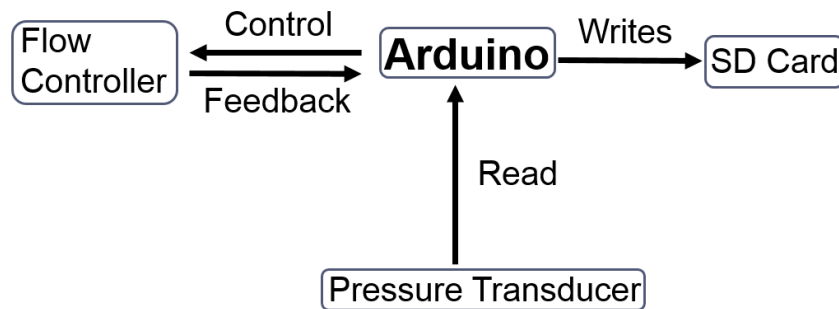 Flow
Controller
Control
Feedback
Arduino
Writes
SD Card
Read
Pressure Transducer